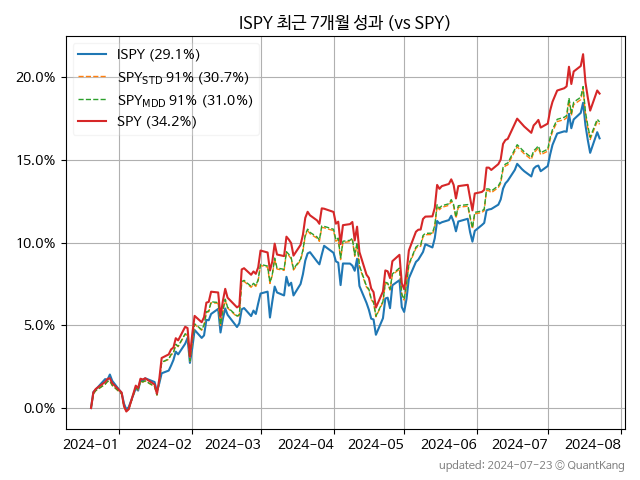 ISPY 최근 7개월 성과 (vs SPY)
ISPY (29.1%)
SPY_STD 91% (30.7%)
SPY_MDD 91% (31.0%)
SPY (34.2%)
20.0%
15.0%
10.0%
5.0%
0.0%
2024-01 2024-02 2024-03 2024-04 2024-05 2024-06 2024-07 2024-08
updated: 2024-07-23 © QuantKang